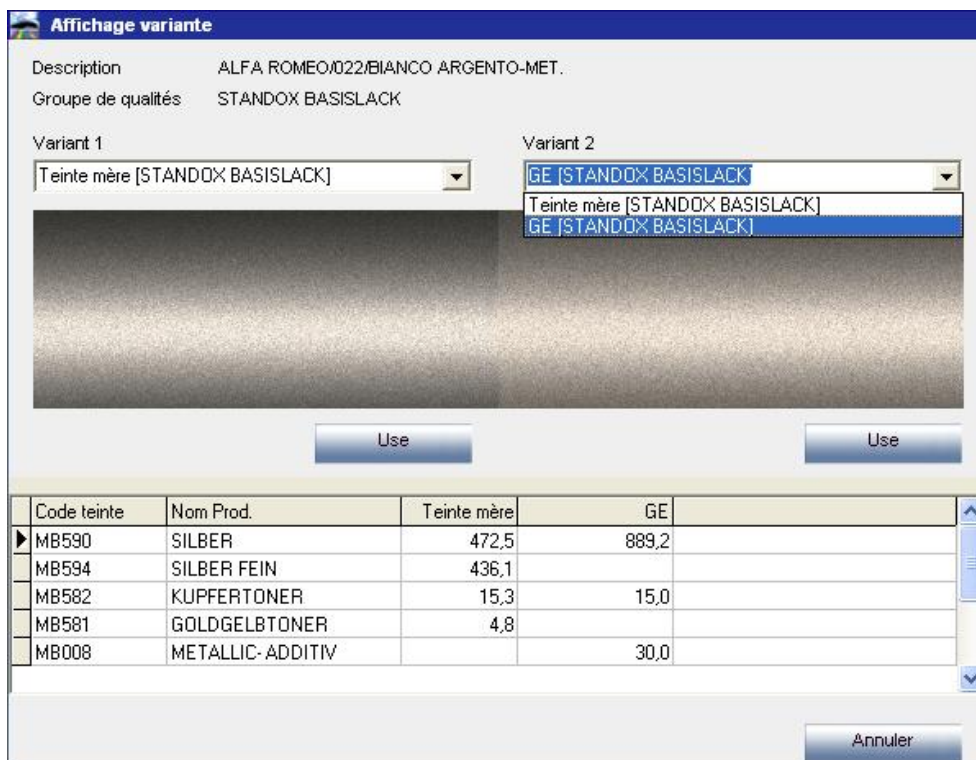 Affichage variante
Description ALFA ROMEO/022/BIANCO ARGENTO-MET.
Groupe de qualités STANDOX BASISLACK
Variant 1 Variant 2
Teinte mère [STANDOX BASISLACK] GE [STANDOX BASISLACK]
Teinte mère [STANDOX BASISLACK]
GE [STANDOX BASISLACK]
Use Use
Code teinte Nom Prod. Teinte mère GE
MB590 SILBER 472,5 889,2
MB594 SILBER FEIN 436,1
MB582 KUPFERTONER 15,3 15,0
MB581 GOLDGELBTONER 4,8
MB008 METALLIC- ADDITIV 30,0
Annuler